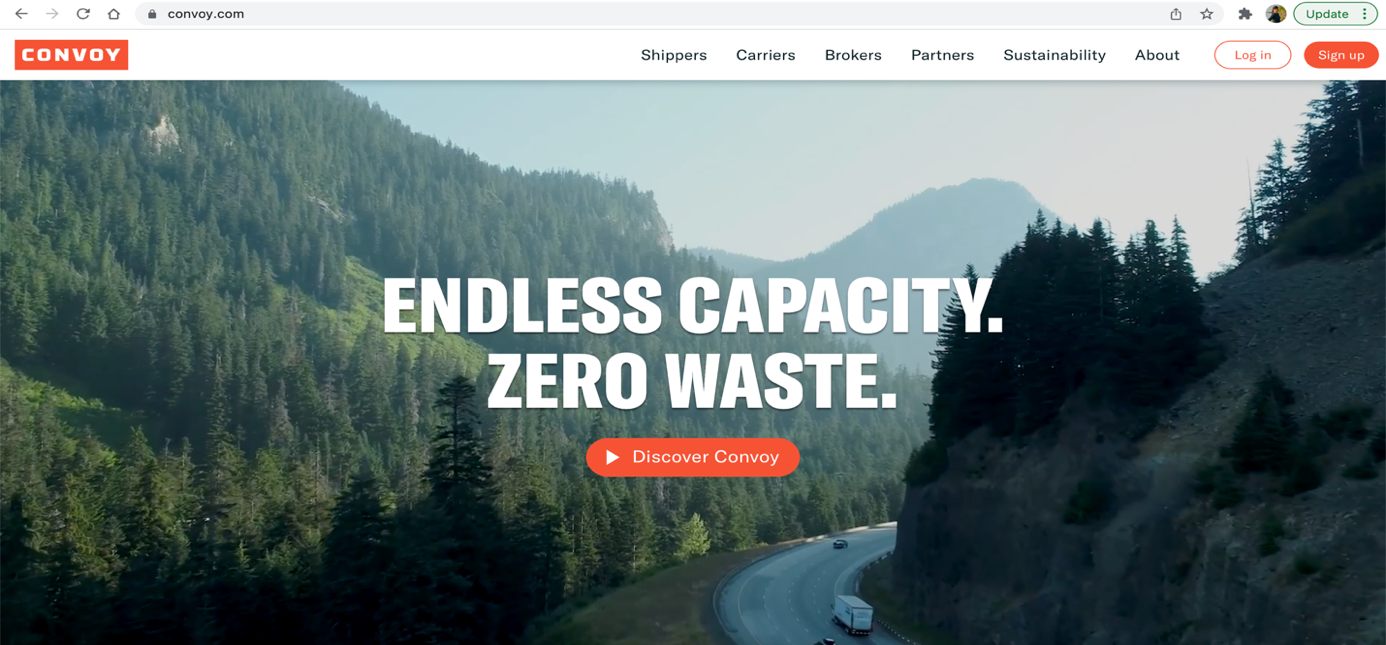 convoy.com
Update
CONVOY
Shippers Carriers Brokers Partners Sustainability About Log in Sign up
ENDLESS CAPACITY.
ZERO WASTE.
Discover Convoy